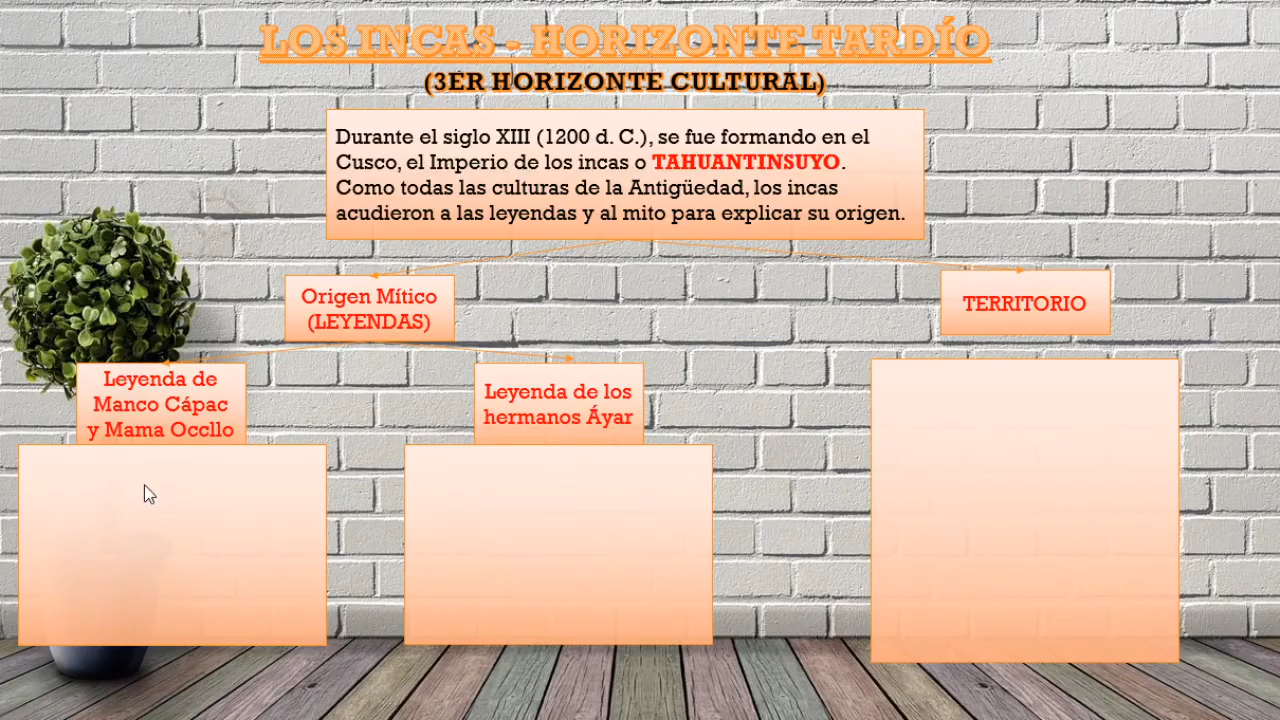 LOS INCAS - HORIZONTE TARDÍO
(3ER HORIZONTE CULTURAL)
Durante el siglo XIII (1200 d. C.), se fue formando en el
Cusco, el Imperio de los incas o TAHUANTINSUYO.
Como todas las culturas de la Antigüedad, los incas
acudieron a las leyendas y al mito para explicar su origen.
Origen Mítico
(LEYENDAS)
TERRITORIO
Leyenda de
Manco Cápac
y Mama Occllo
Leyenda de los
hermanos Áyar